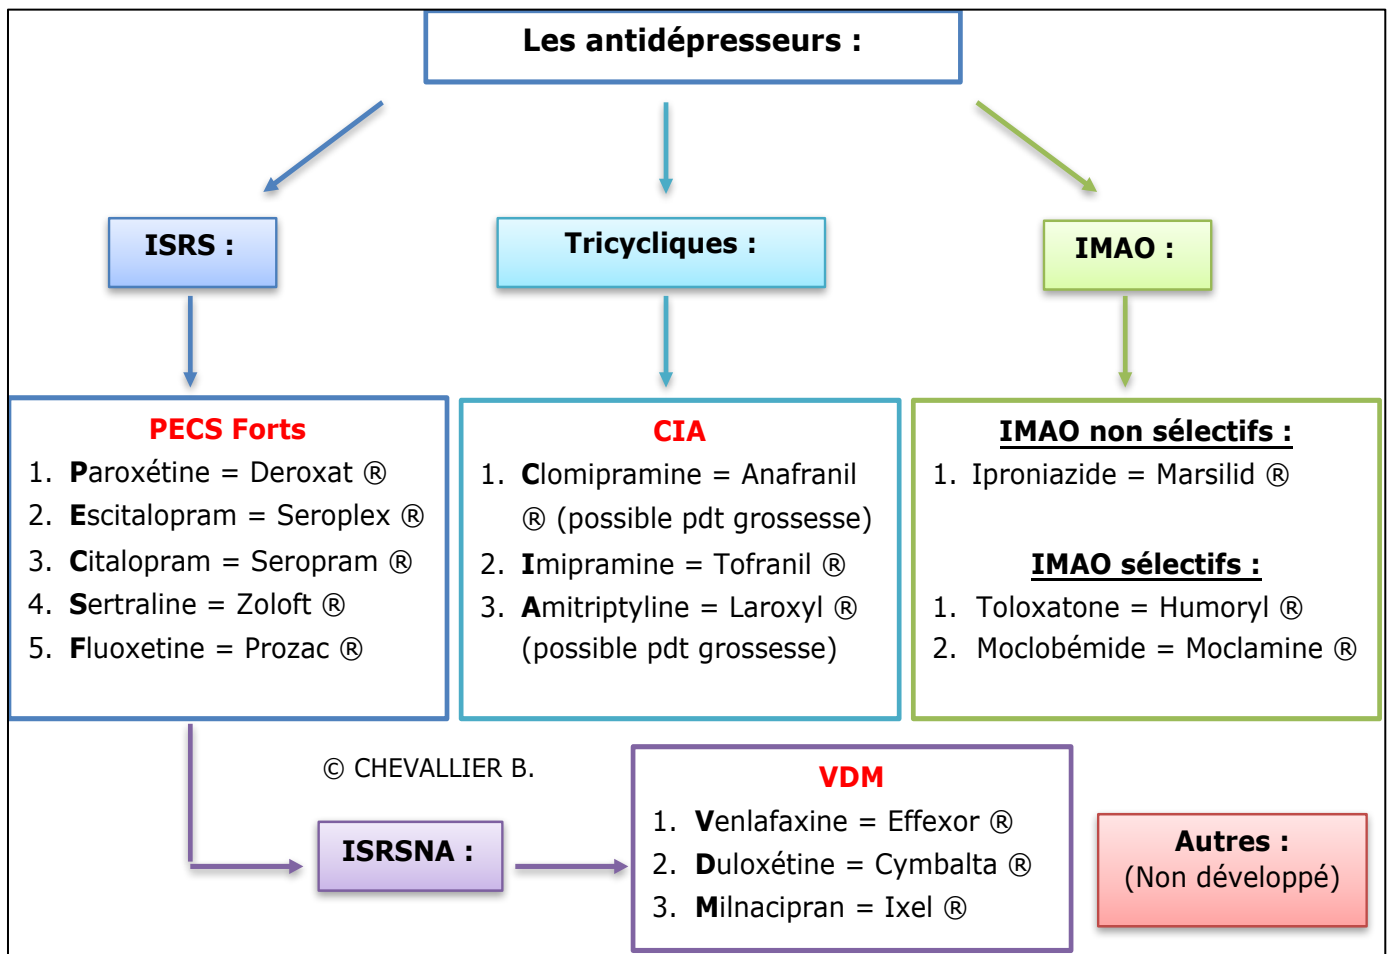 Les antidépresseurs :
ISRS :
Tricycliques :
IMAO :
PECS Forts
1. Paroxétine = Deroxat ®
2. Escitalopram = Seroplex ®
3. Citalopram = Seropram ®
4. Sertraline = Zoloft ®
5. Fluoxetine = Prozac ®
CIA
1. Clomipramine = Anafranil
® (possible pdt grossesse)
2. Imipramine = Tofranil ®
3. Amitriptyline = Laroxyl ®
(possible pdt grossesse)
IMAO non sélectifs :
1. Iproniazide = Marsilid ®
IMAO sélectifs :
1. Toloxatone = Humoryl ®
2. Moclobémide = Moclamine ®
© CHEVALLIER B.
ISRSNA :
VDM
1. Venlafaxine = Effexor ®
2. Duloxétine = Cymbalta ®
3. Milnacipran = Ixel ®
Autres :
(Non développé)